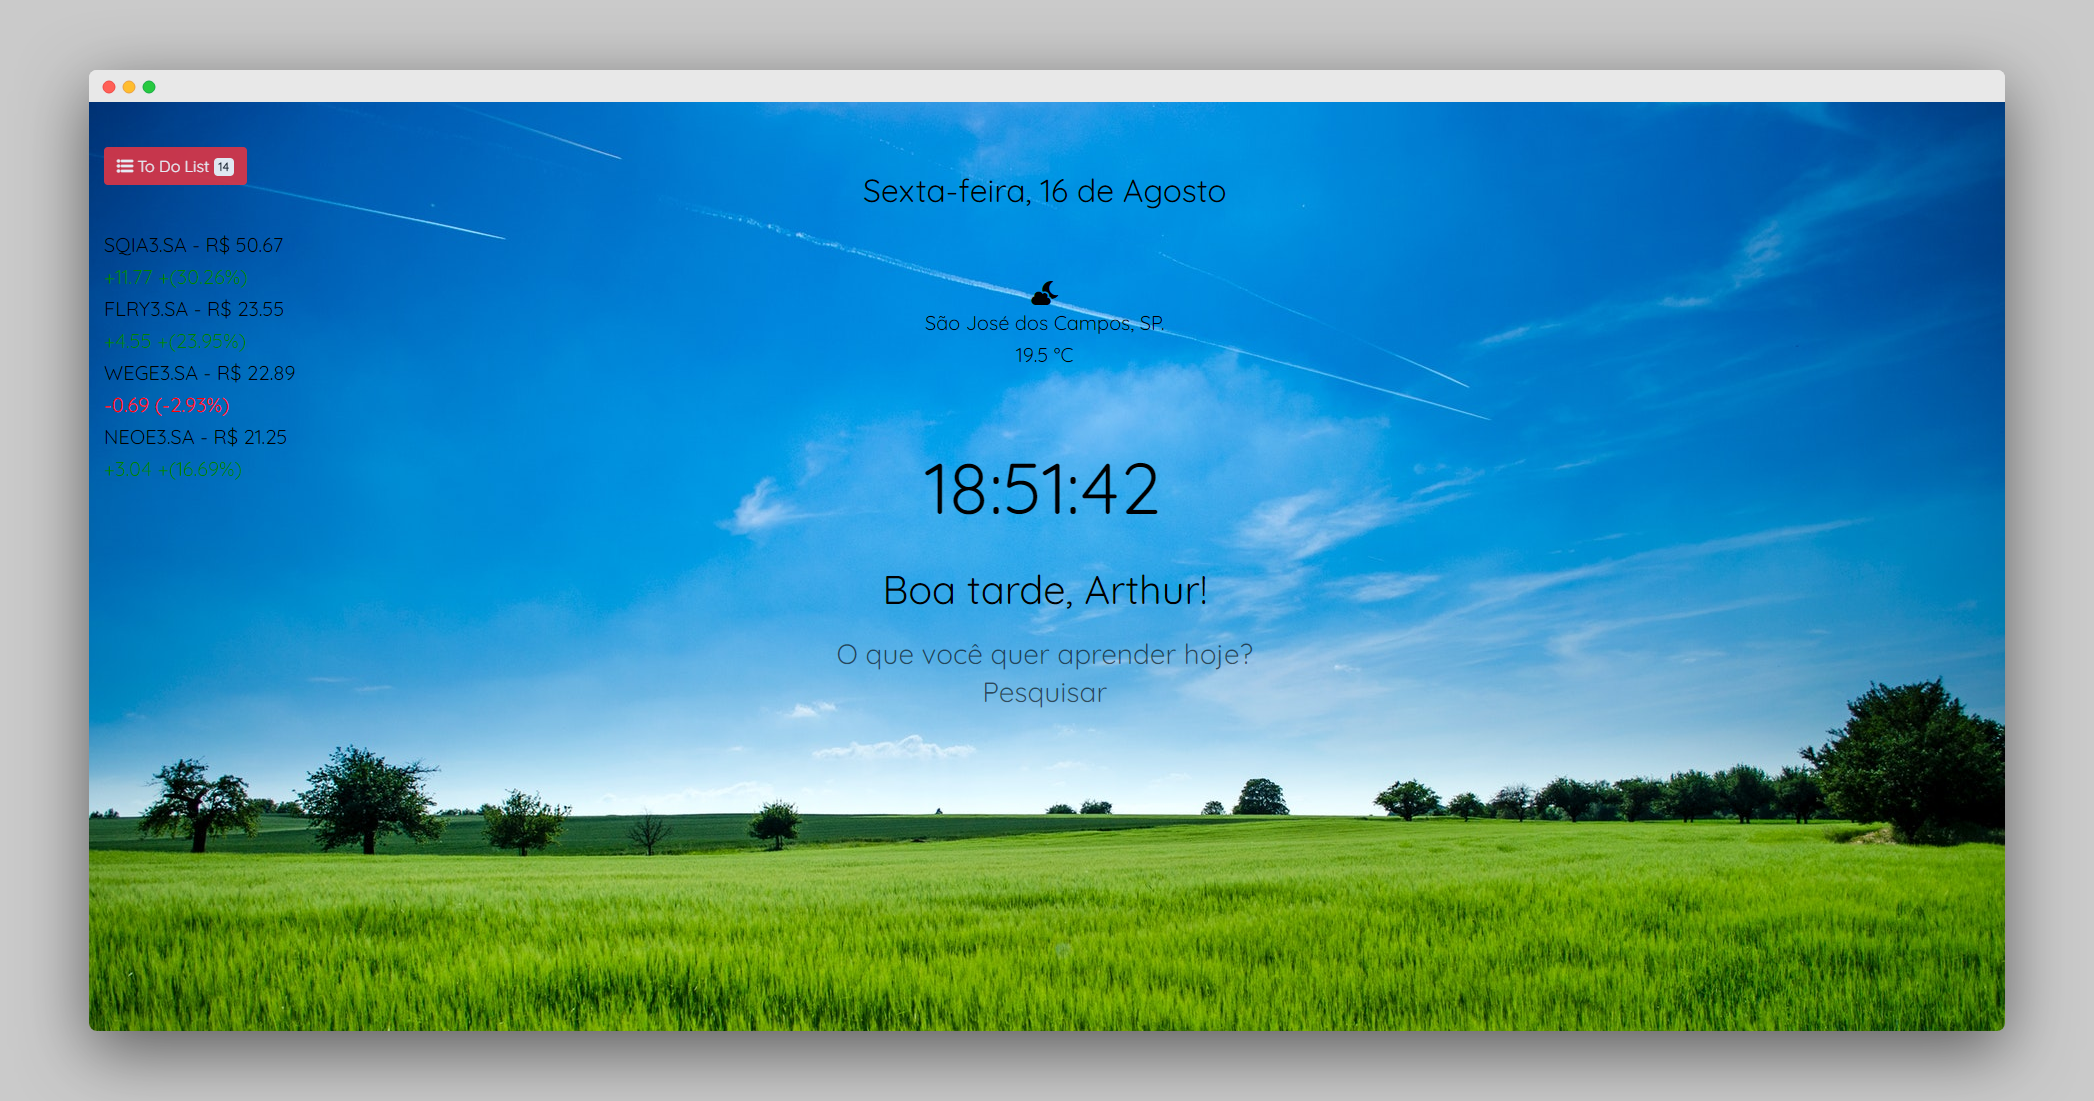 To Do List 14
Sexta-feira, 16 de Agosto
SQIA3.SA - R$ 50.67
+11.77 +(30.26%)
FLRY3.SA - R$ 23.55
+4.55 +(23.95%)
WEGE3.SA - R$ 22.89
-0.69 (-2.93%)
NEOE3.SA - R$ 21.25
+3.04 +(16.69%)
São José dos Campos, SP.
19.5 °C
18:51:42
Boa tarde, Arthur!
O que você quer aprender hoje?
Pesquisar